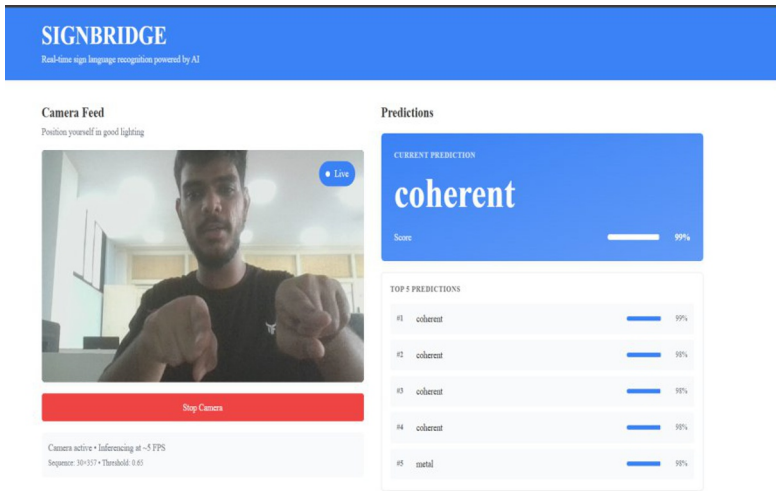 SIGNBRIDGE
Real-time sign language recognition powered by AI
Camera Feed
Position yourself in good lighting
Live
Stop Camera
Camera active • Inferencing at ~5 FPS
Sequence: 30×357 • Threshold: 0.65
Predictions
CURRENT PREDICTION
coherent
Score 99%
TOP 5 PREDICTIONS
#1 coherent 99%
#2 coherent 98%
#3 coherent 98%
#4 coherent 98%
#5 metal 98%